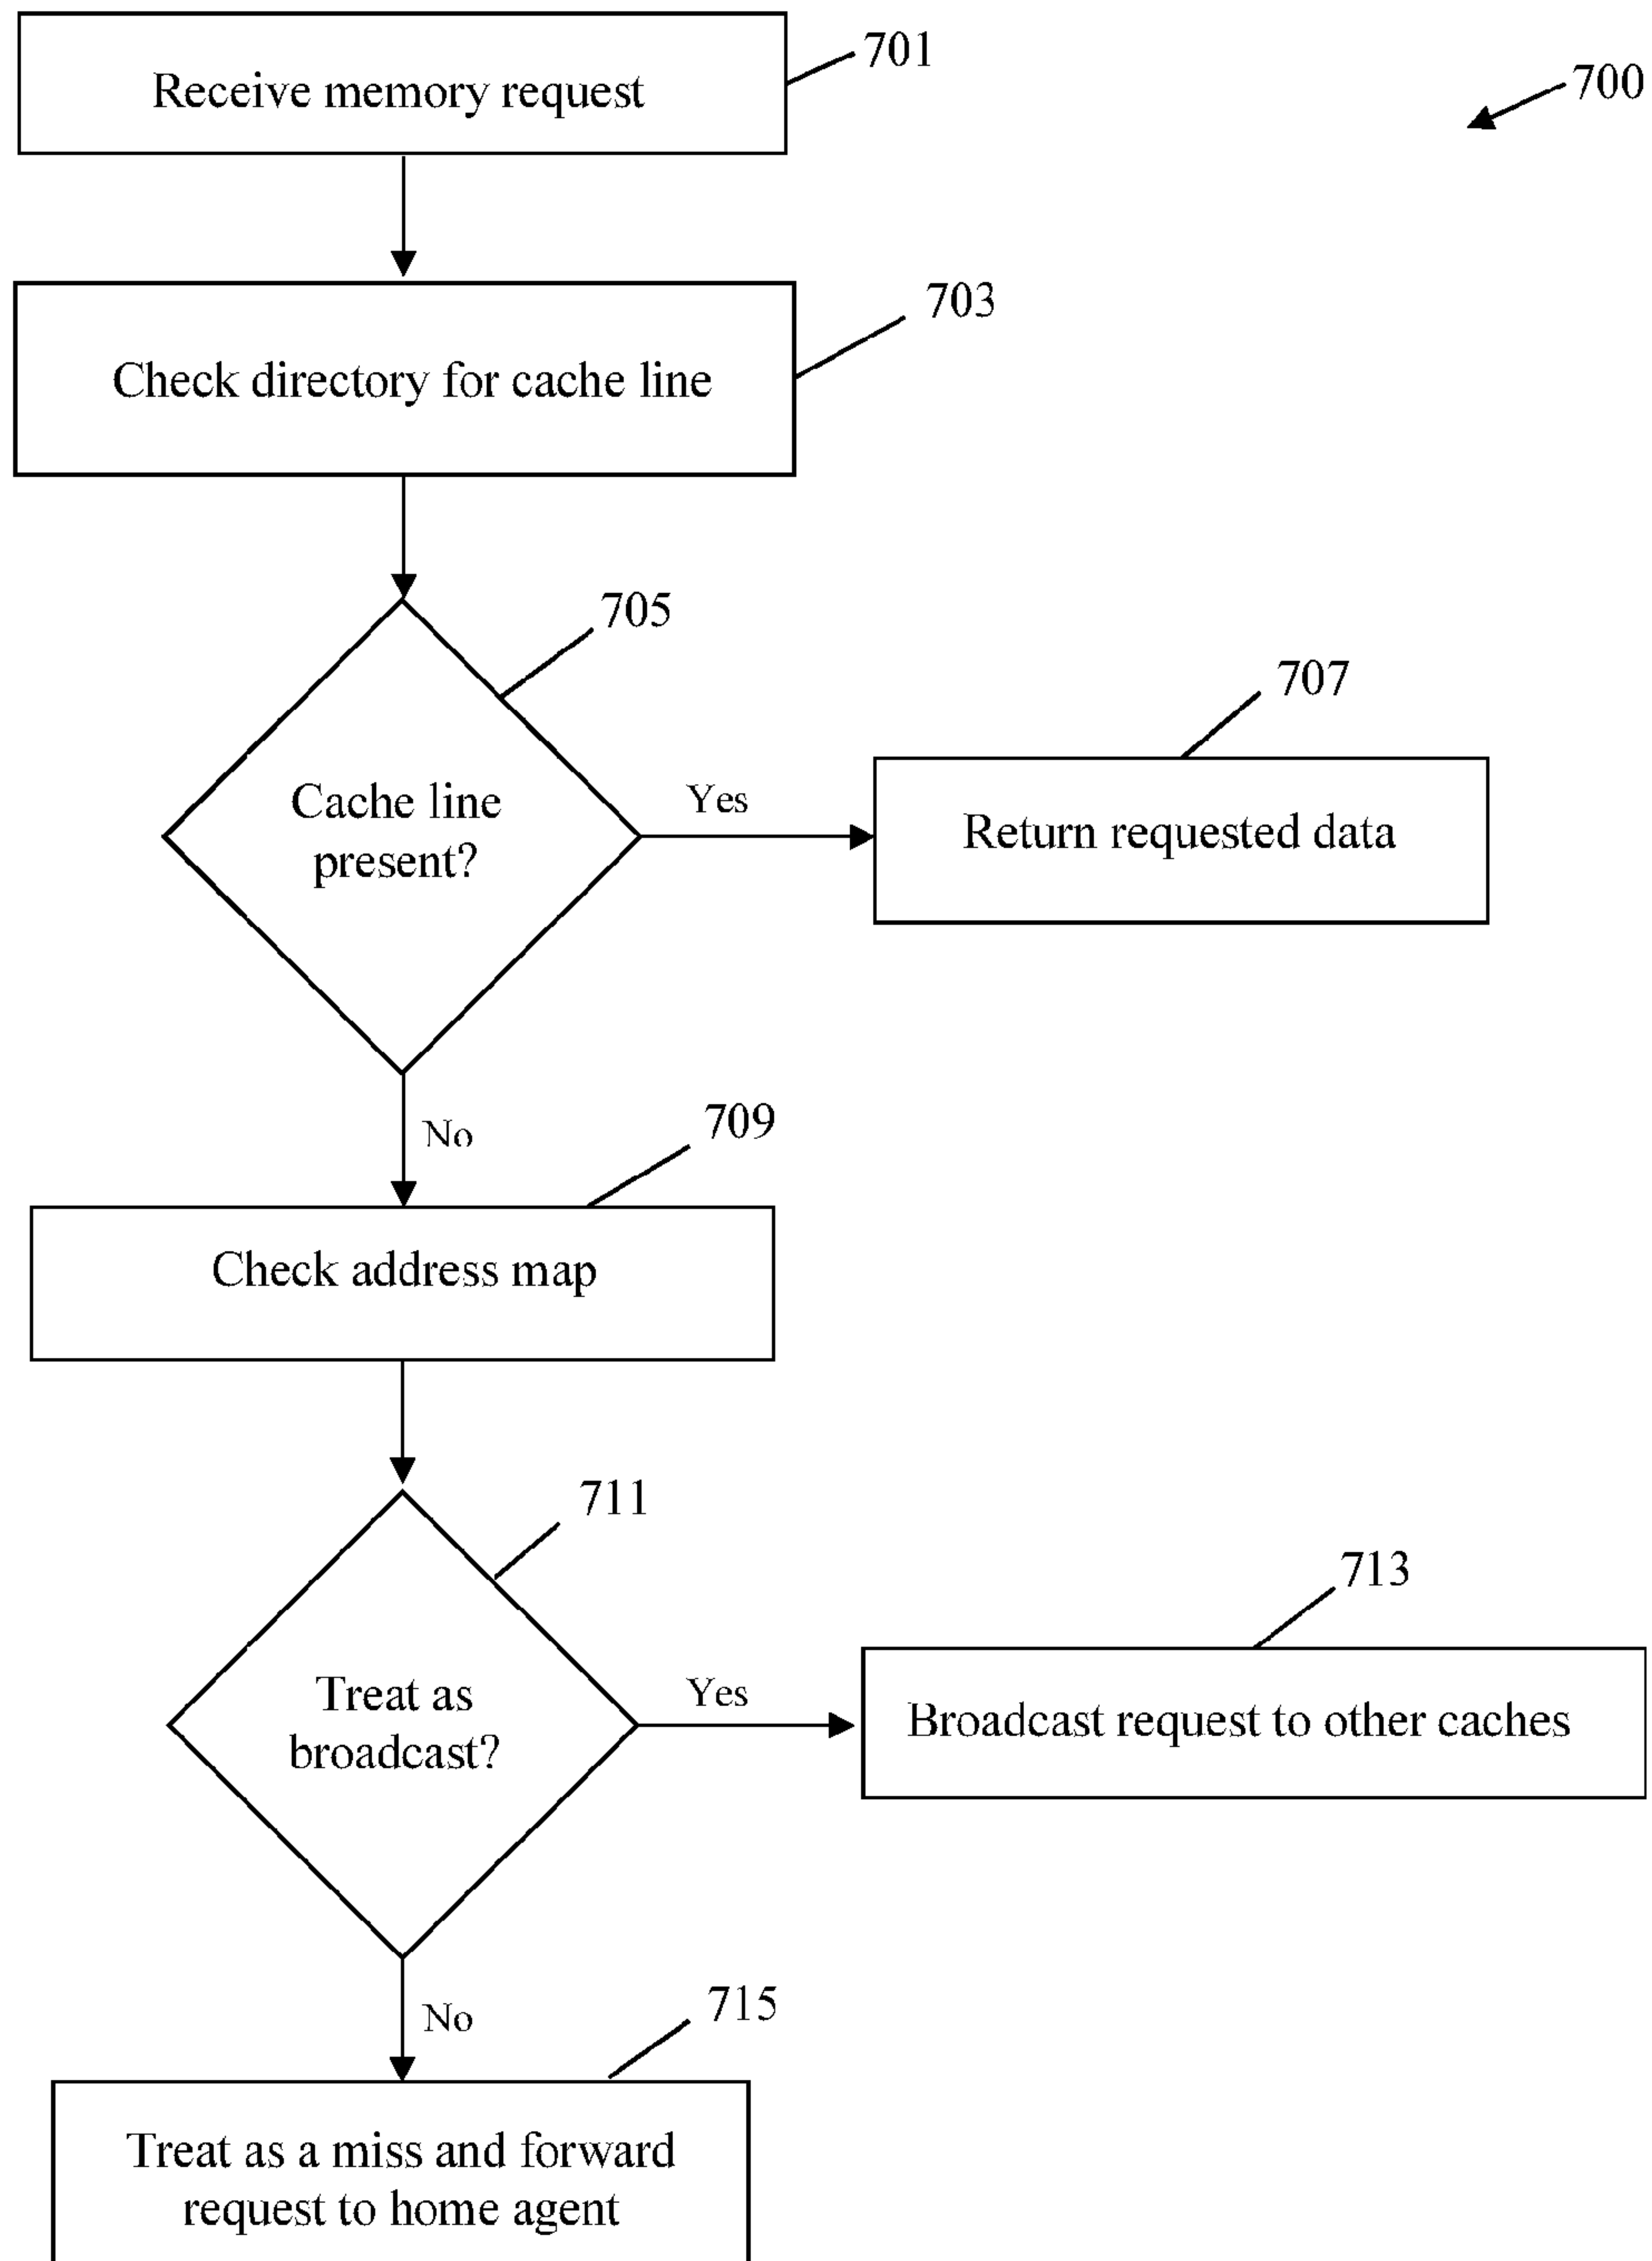 Receive memory request
701
700
Check directory for cache line
703
705
Cache line
present?
Yes
707
Return requested data
No
709
Check address map
711
Treat as
broadcast?
Yes
713
Broadcast request to other caches
No
715
Treat as a miss and forward
request to home agent